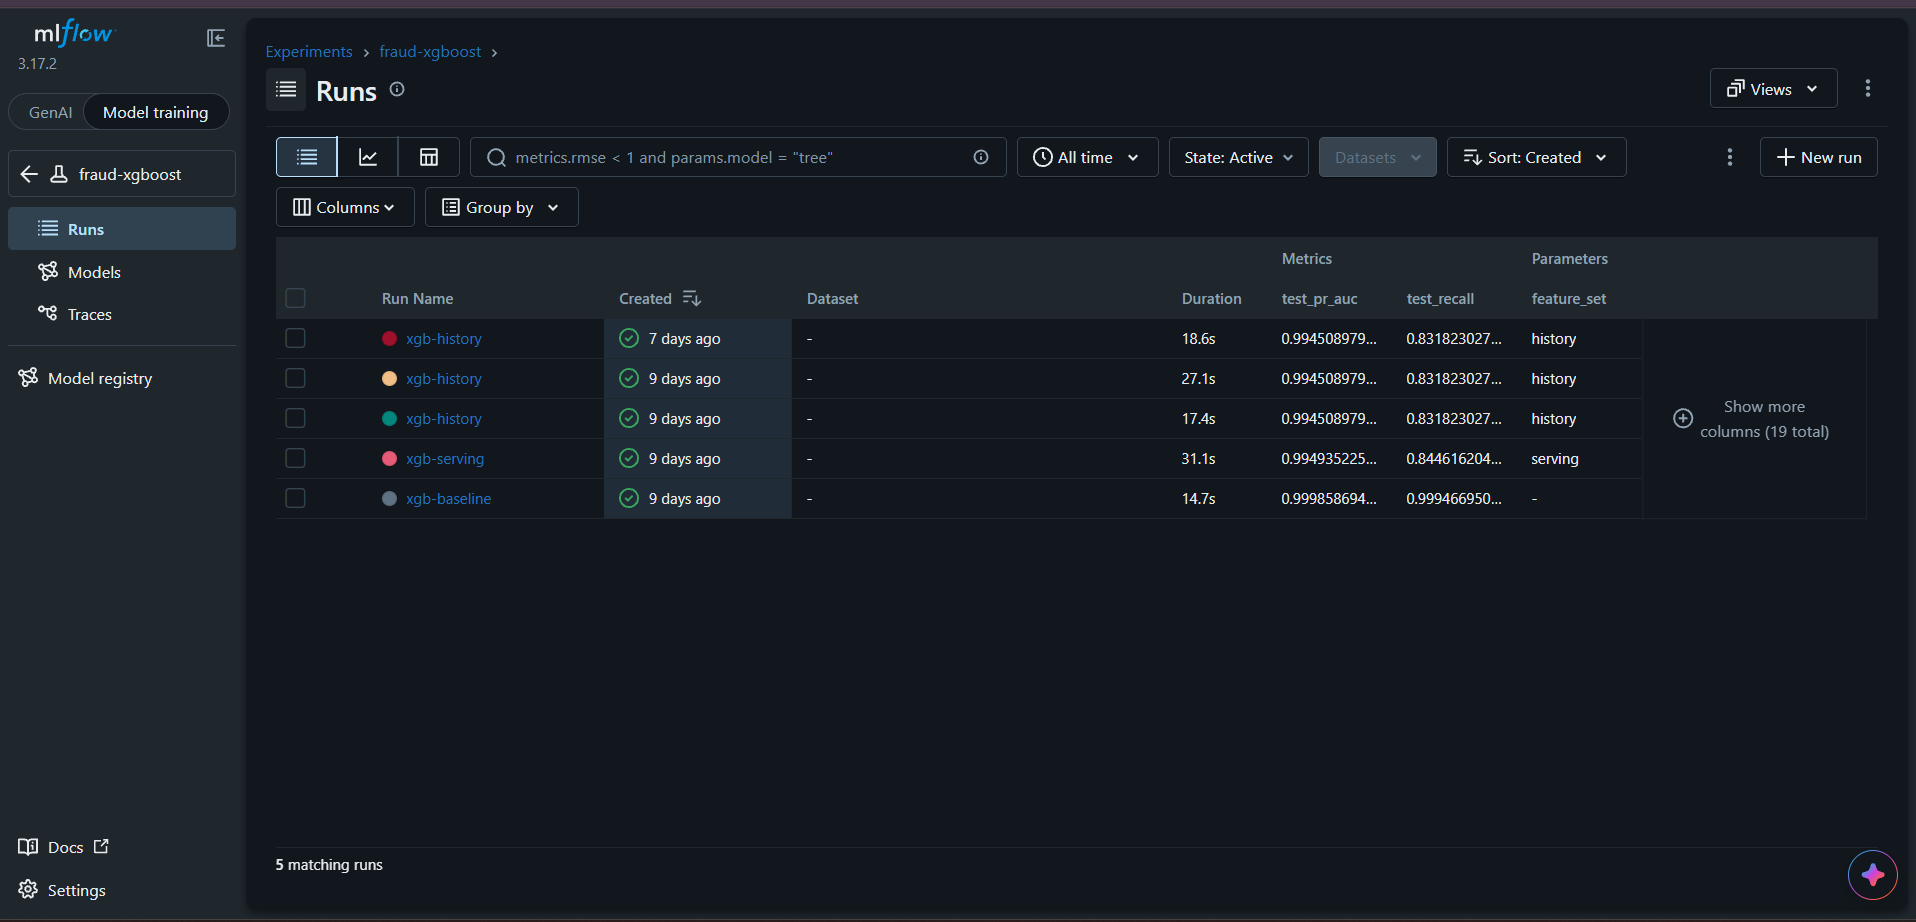 mlflow
3.17.2
GenAI Model training
fraud-xgboost
Runs
Models
Traces
Model registry
Docs
Settings
Experiments > fraud-xgboost >
Runs
Views
metrics.rmse < 1 and params.model = "tree"
All time
State: Active
Datasets
Sort: Created
New run
Columns
Group by
Metrics Parameters
Run Name Created Dataset Duration test_pr_auc test_recall feature_set
xgb-history 7 days ago - 18.6s 0.994508979... 0.831823027... history
xgb-history 9 days ago - 27.1s 0.994508979... 0.831823027... history
xgb-history 9 days ago - 17.4s 0.994508979... 0.831823027... history
xgb-serving 9 days ago - 31.1s 0.994935225... 0.844616204... serving
xgb-baseline 9 days ago - 14.7s 0.999858694... 0.999466950... -
Show more
columns (19 total)
5 matching runs